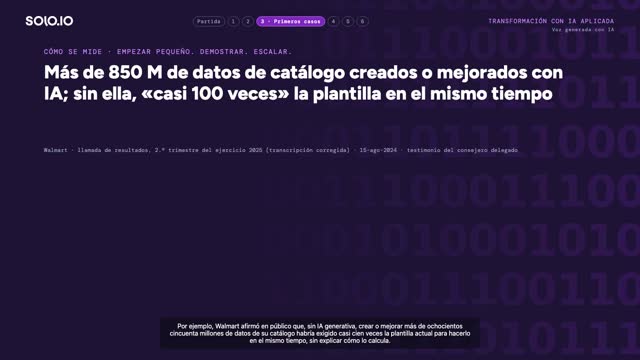 SOLO.IO
Partida 1 2 3 · Primeros casos 4 5 6
TRANSFORMACIÓN CON IA APLICADA
Voz generada con IA
CÓMO SE MIDE · EMPEZAR PEQUEÑO. DEMOSTRAR. ESCALAR.
Más de 850 M de datos de catálogo creados o mejorados con
IA; sin ella, «casi 100 veces» la plantilla en el mismo tiempo
Walmart · llamada de resultados, 2.º trimestre del ejercicio 2025 (transcripción corregida) · 15-ago-2024 · testimonio del consejero delegado
Por ejemplo, Walmart afirmó en público que, sin IA generativa, crear o mejorar más de ochocientos
cincuenta millones de datos de su catálogo habría exigido casi cien veces la plantilla actual para hacerlo
en el mismo tiempo, sin explicar cómo lo calcula.